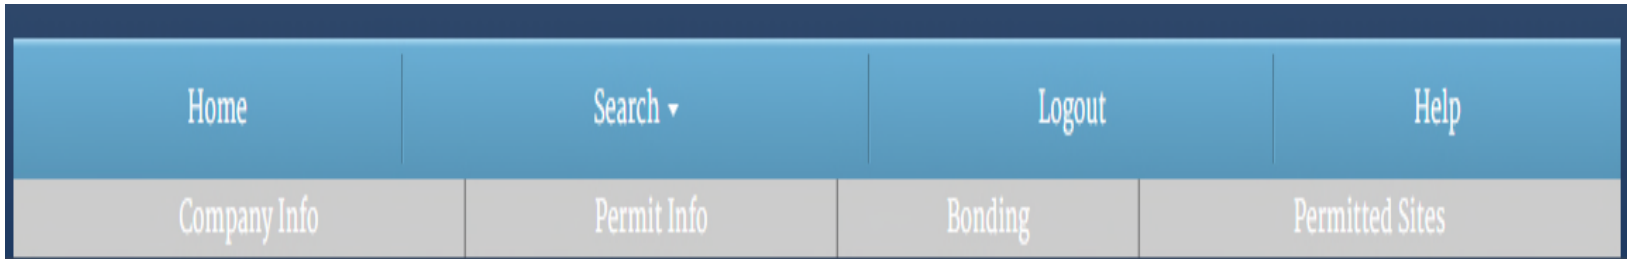 Home Search Logout Help
Company Info Permit Info Bonding Permitted Sites